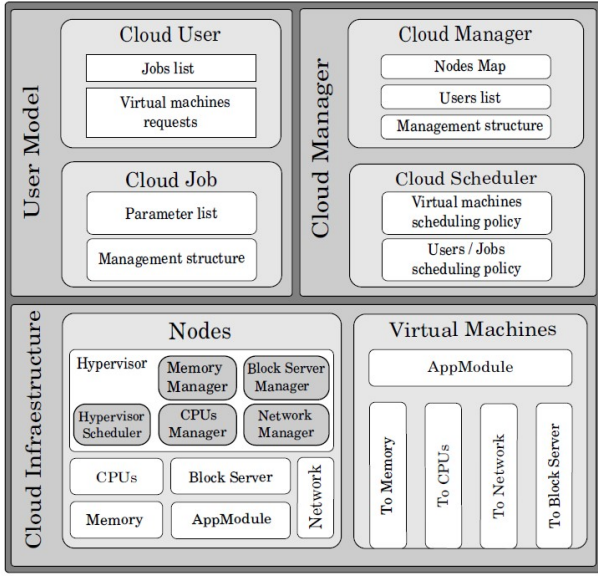 User Model
Cloud User
Jobs list
Virtual machines
requests
Cloud Job
Parameter list
Management structure
Cloud Manager
Cloud Manager
Nodes Map
Users list
Management structure
Cloud Scheduler
Virtual machines
scheduling policy
Users / Jobs
scheduling policy
Cloud Infraestructure
Nodes
Hypervisor
Memory
Manager
Block Server
Manager
Hypervisor
Scheduler
CPUs
Manager
Network
Manager
CPUs
Block Server
Memory
AppModule
Network
Virtual Machines
AppModule
To Memory
To CPUs
To Network
To Block Server